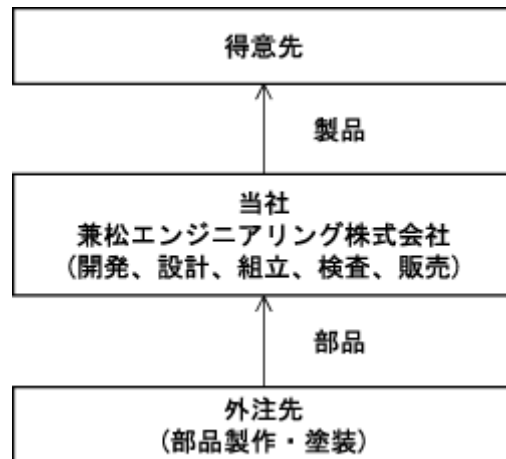 得意先
製品
当社
兼松エンジニアリング株式会社
(開発、設計、組立、検査、販売)
部品
外注先
(部品製作・塗装)